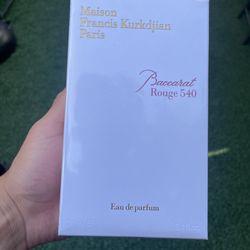 Maison
Francis Kurkdjian
Paris
Baccarat
Rouge 540
Eau de parfum